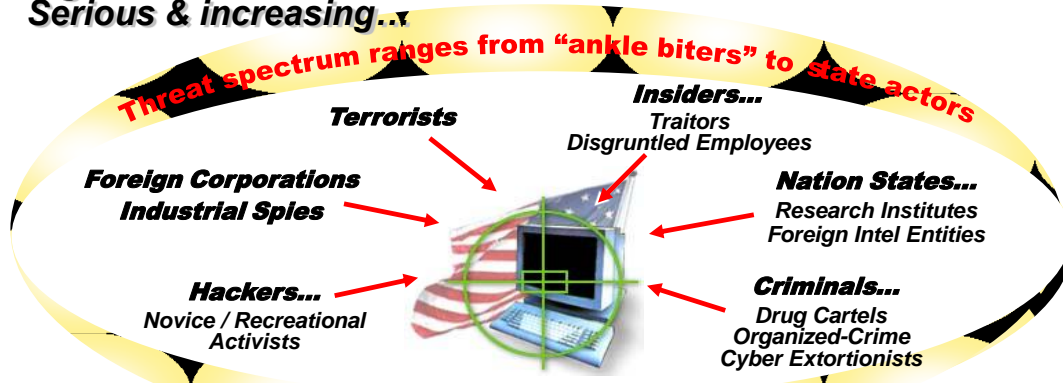 Serious & increasing...
Threat spectrum ranges from “ankle biters” to state actors
Terrorists
Insiders...
Traitors
Disgruntled Employees
Foreign Corporations
Industrial Spies
Nation States...
Research Institutes
Foreign Intel Entities
Hackers...
Novice / Recreational
Activists
Criminals...
Drug Cartels
Organized-Crime
Cyber Extortionists